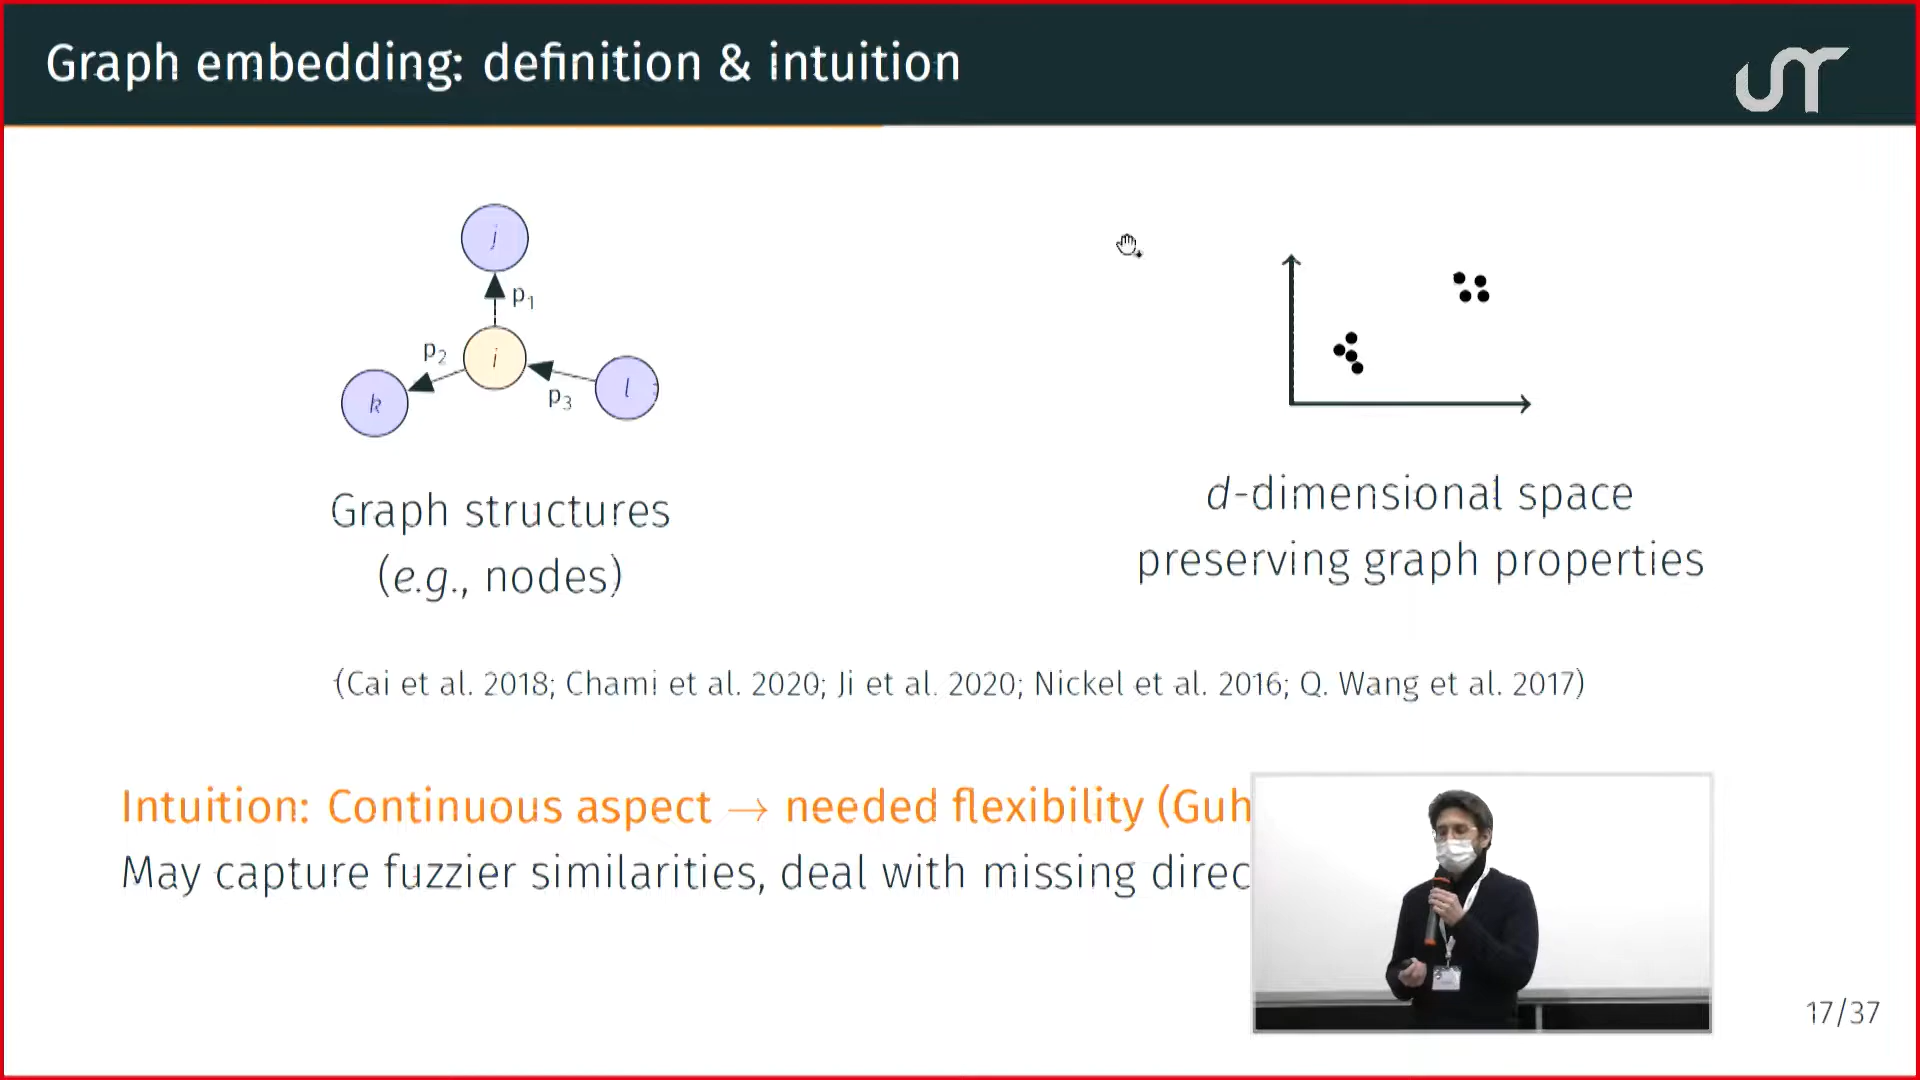 Graph embedding: definition & intuition
j
p₁
i
p₂
k
p₃
l
Graph structures
(e.g., nodes)
d-dimensional space
preserving graph properties
(Cai et al. 2018; Chami et al. 2020; Ji et al. 2020; Nickel et al. 2016; Q. Wang et al. 2017)
Intuition: Continuous aspect → needed flexibility (Guh
May capture fuzzier similarities, deal with missing direc
17/37